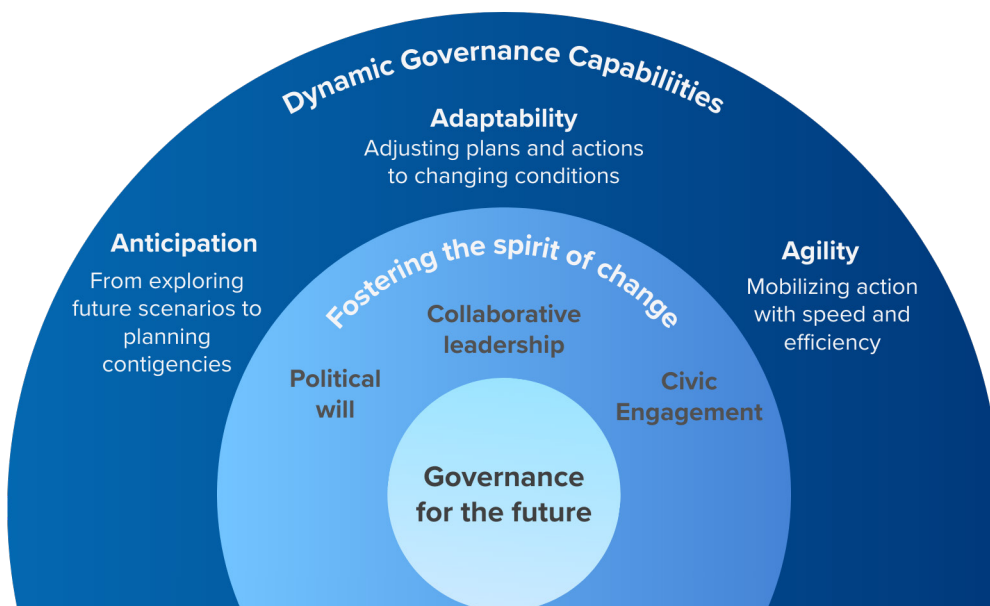 Dynamic Governance Capabiliities
Adaptability
Adjusting plans and actions
to changing conditions
Anticipation
From exploring
future scenarios to
planning
contigencies
Agility
Mobilizing action
with speed and
efficiency
Fostering the spirit of change
Collaborative
leadership
Political
will
Civic
Engagement
Governance
for the future